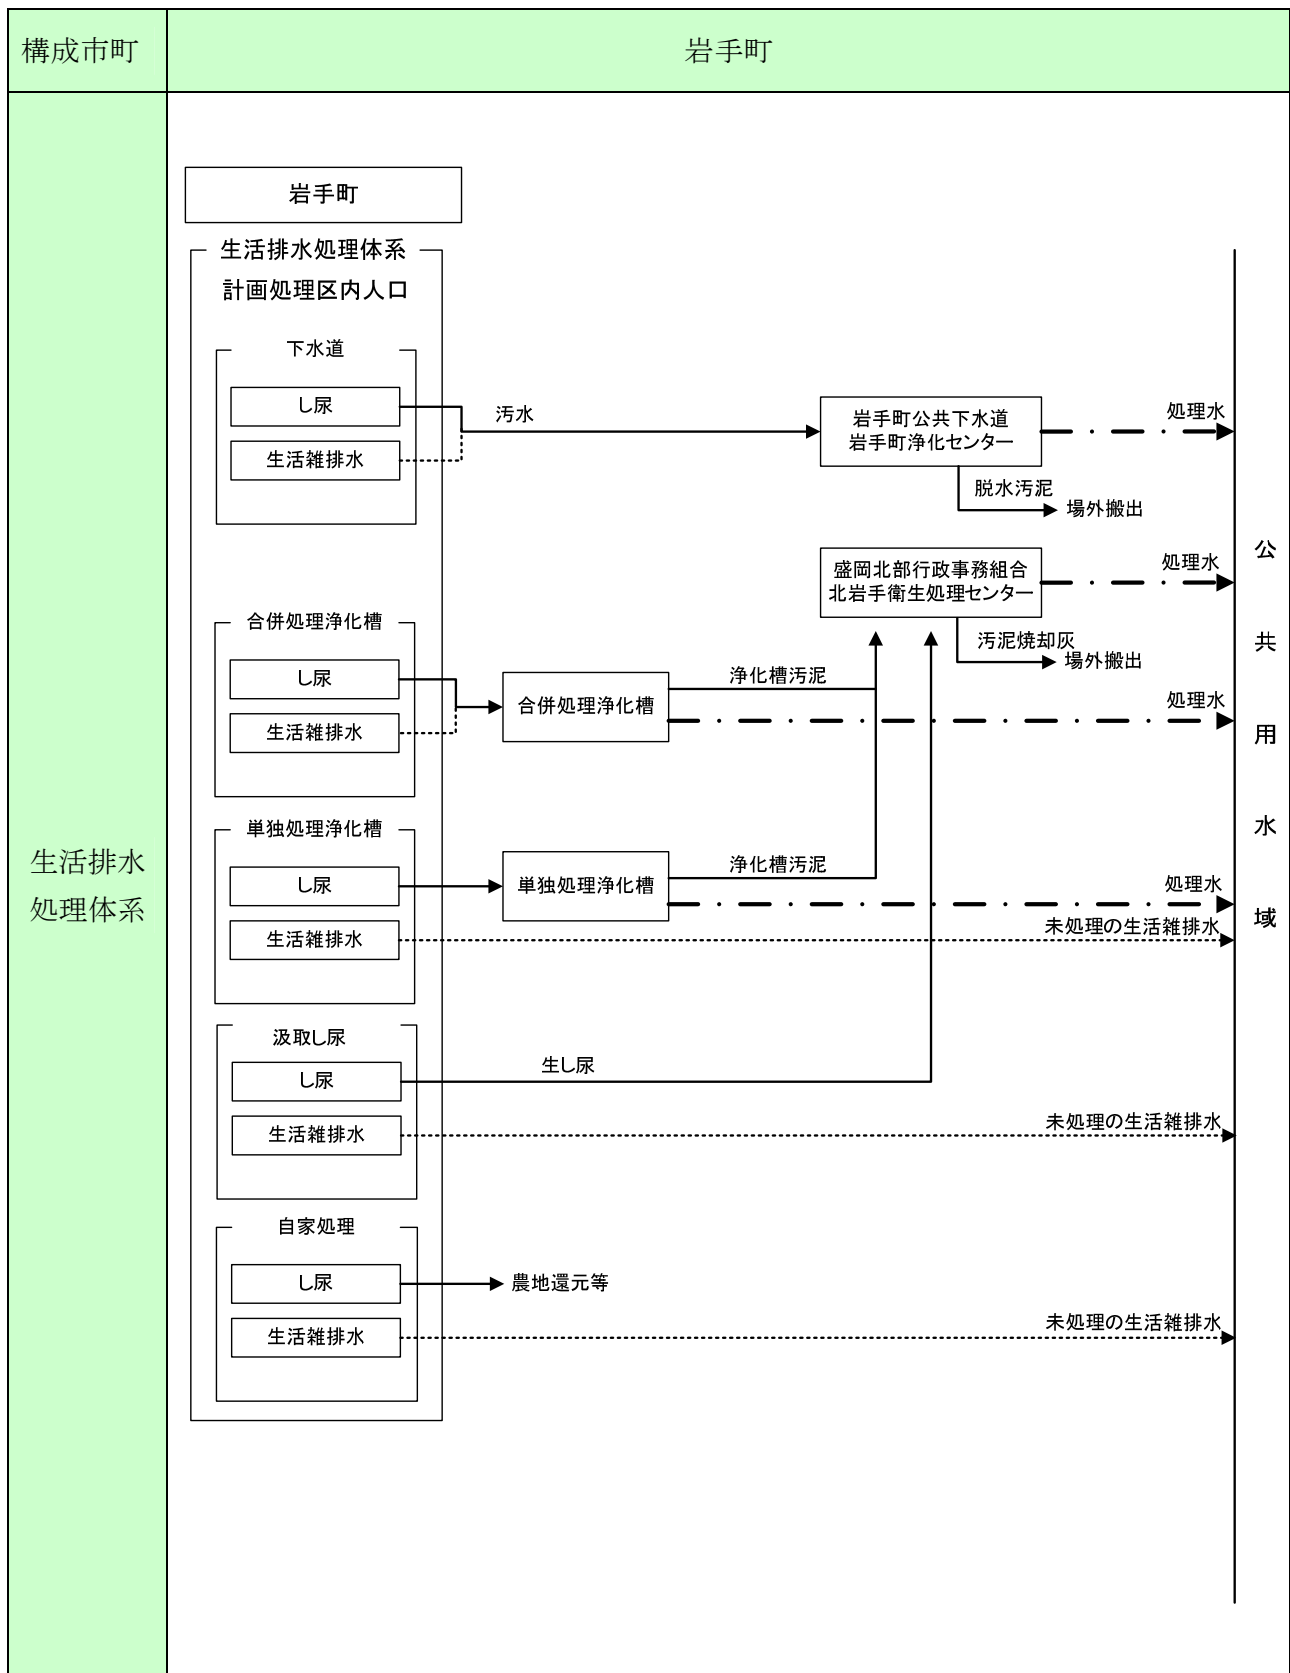 構成市町
岩手町
生活排水
処理体系
岩手町
生活排水処理体系
計画処理区内人口
下水道
し尿
生活雑排水
汚水
岩手町公共下水道
岩手町浄化センター
処理水
脱水汚泥
場外搬出
盛岡北部行政事務組合
北岩手衛生処理センター
処理水
汚泥焼却灰
場外搬出
合併処理浄化槽
し尿
生活雑排水
合併処理浄化槽
浄化槽汚泥
処理水
単独処理浄化槽
し尿
生活雑排水
単独処理浄化槽
浄化槽汚泥
処理水
未処理の生活雑排水
汲取し尿
し尿
生活雑排水
生し尿
未処理の生活雑排水
自家処理
し尿
生活雑排水
農地還元等
未処理の生活雑排水
公共用水域